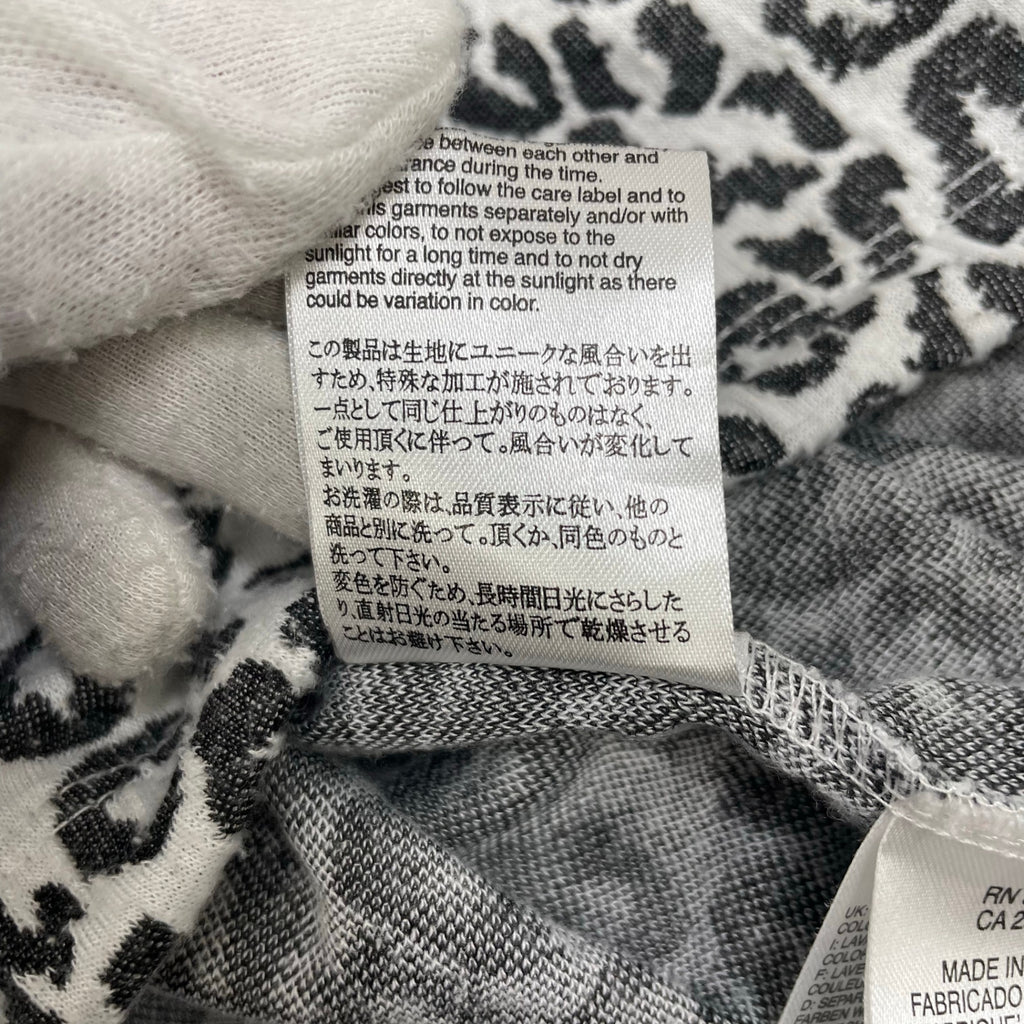 between each other and
during the time.
to follow the care label and to
garments separately and/or with
colors, to not expose to the
sunlight for a long time and to not dry
garments directly at the sunlight as there
could be variation in color.
この製品は生地にユニークな風合いを出
すため、特殊な加工が施されております。
一点として同じ仕上がりのものはなく、
ご使用頂くに伴って。風合いが変化して
まいります。
お洗濯の際は、品質表示に従い、他の
商品と別に洗って。頂くか、同色のものと
洗って下さい。
変色を防ぐため、長時間日光にさらした
り、直射日光の当たる場所で乾燥させる
ことはお避け下さい。
UK:
I: LAV
F: LAVE
COULEU
D: SEPAR
FARBEN W
RN
CA 2
MADE IN
FABRICADO